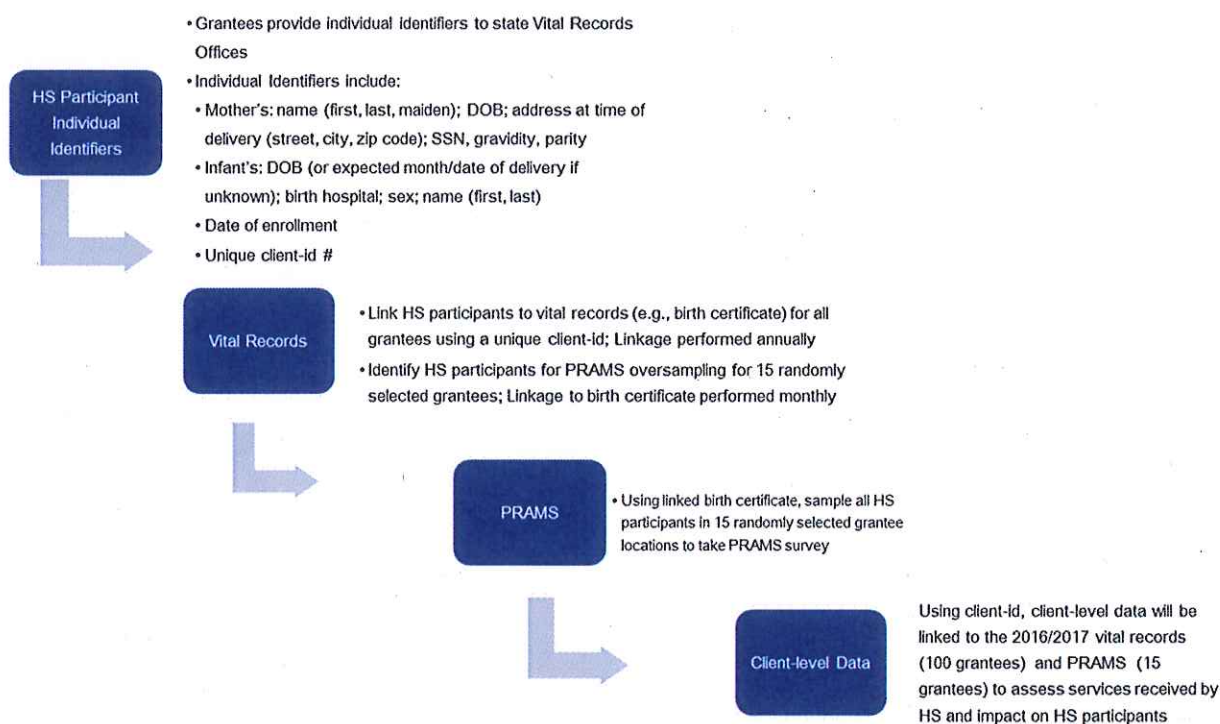 • Grantees provide individual identifiers to state Vital Records
Offices
HS Participant
Individual
Identifiers
• Individual Identifiers include:
• Mother's: name (first, last, maiden); DOB; address at time of
delivery (street, city, zip code); SSN, gravidity, parity
• Infant's: DOB (or expected month/date of delivery if
unknown); birth hospital; sex; name (first, last)
• Date of enrollment
• Unique client-id #
Vital Records
• Link HS participants to vital records (e.g., birth certificate) for all
grantees using a unique client-id; Linkage performed annually
• Identify HS participants for PRAMS oversampling for 15 randomly
selected grantees; Linkage to birth certificate performed monthly
PRAMS
• Using linked birth certificate, sample all HS
participants in 15 randomly selected grantee
locations to take PRAMS survey
Client-level Data
Using client-id, client-level data will be
linked to the 2016/2017 vital records
(100 grantees) and PRAMS (15
grantees) to assess services received by
HS and impact on HS participants